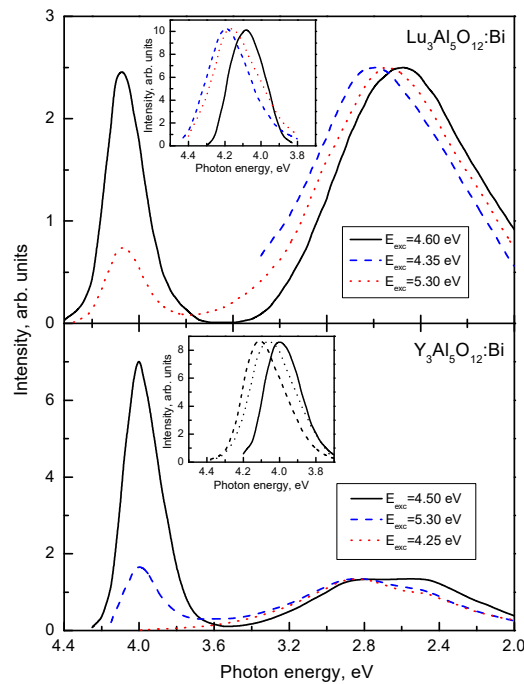 Lu3Al5O12:Bi
Intensity, arb. units
10
8
6
4
2
0
4.4 4.2 4.0 3.8
Photon energy, eV
3
2
1
0
Eexc=4.60 eV
Eexc=4.35 eV
Eexc=5.30 eV
Intensity, arb. units
Y3Al5O12:Bi
Intensity, arb. units
8
6
4
2
0
4.4 4.2 4.0 3.8
Photon energy, eV
6
4
2
0
Eexc=4.50 eV
Eexc=5.30 eV
Eexc=4.25 eV
4.4 4.0 3.6 3.2 2.8 2.4 2.0
Photon energy, eV